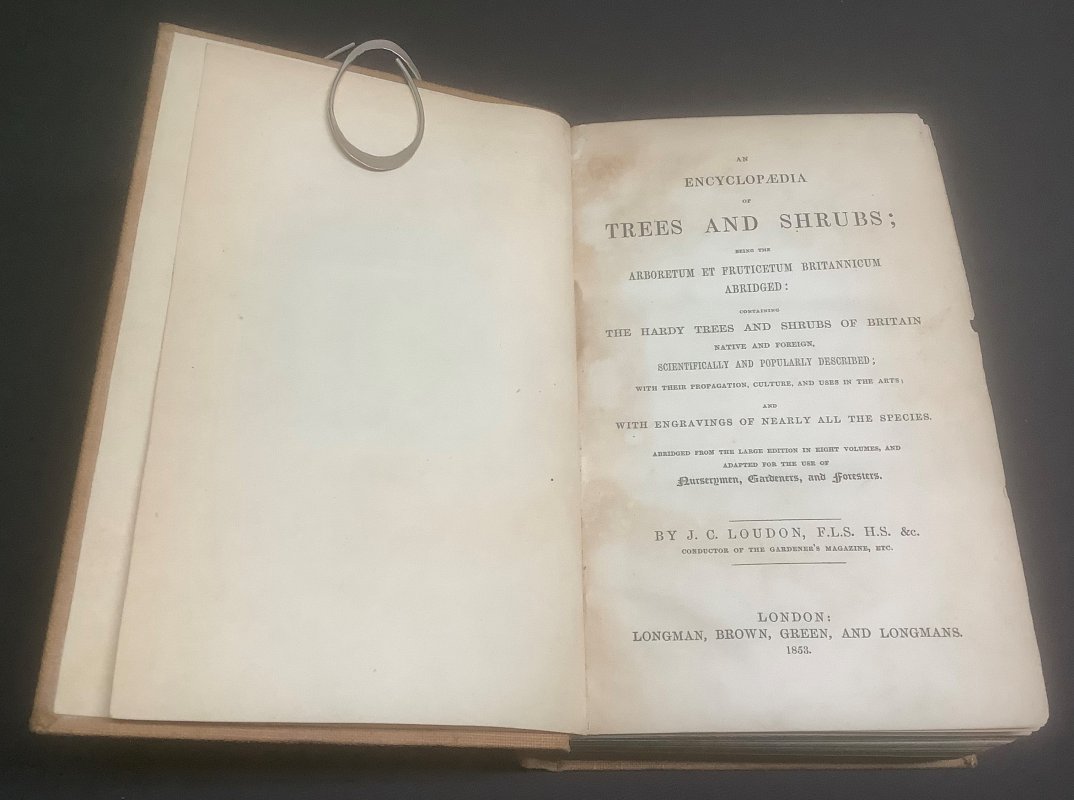 AN
ENCYCLOPÆDIA
OF
TREES AND SHRUBS;
BEING THE
ARBORETUM ET FRUTICETUM BRITANNICUM
ABRIDGED:
CONTAINING
THE HARDY TREES AND SHRUBS OF BRITAIN
NATIVE AND FOREIGN,
SCIENTIFICALLY AND POPULARLY DESCRIBED;
WITH THEIR PROPAGATION, CULTURE, AND USES IN THE ARTS;
AND
WITH ENGRAVINGS OF NEARLY ALL THE SPECIES.
ABRIDGED FROM THE LARGE EDITION IN EIGHT VOLUMES, AND
ADAPTED FOR THE USE OF
Nurserymen, Gardeners, and Foresters.
BY J. C. LOUDON, F.L.S. H.S. &c.
CONDUCTOR OF THE GARDENER'S MAGAZINE, ETC.
LONDON:
LONGMAN, BROWN, GREEN, AND LONGMANS.
1853.